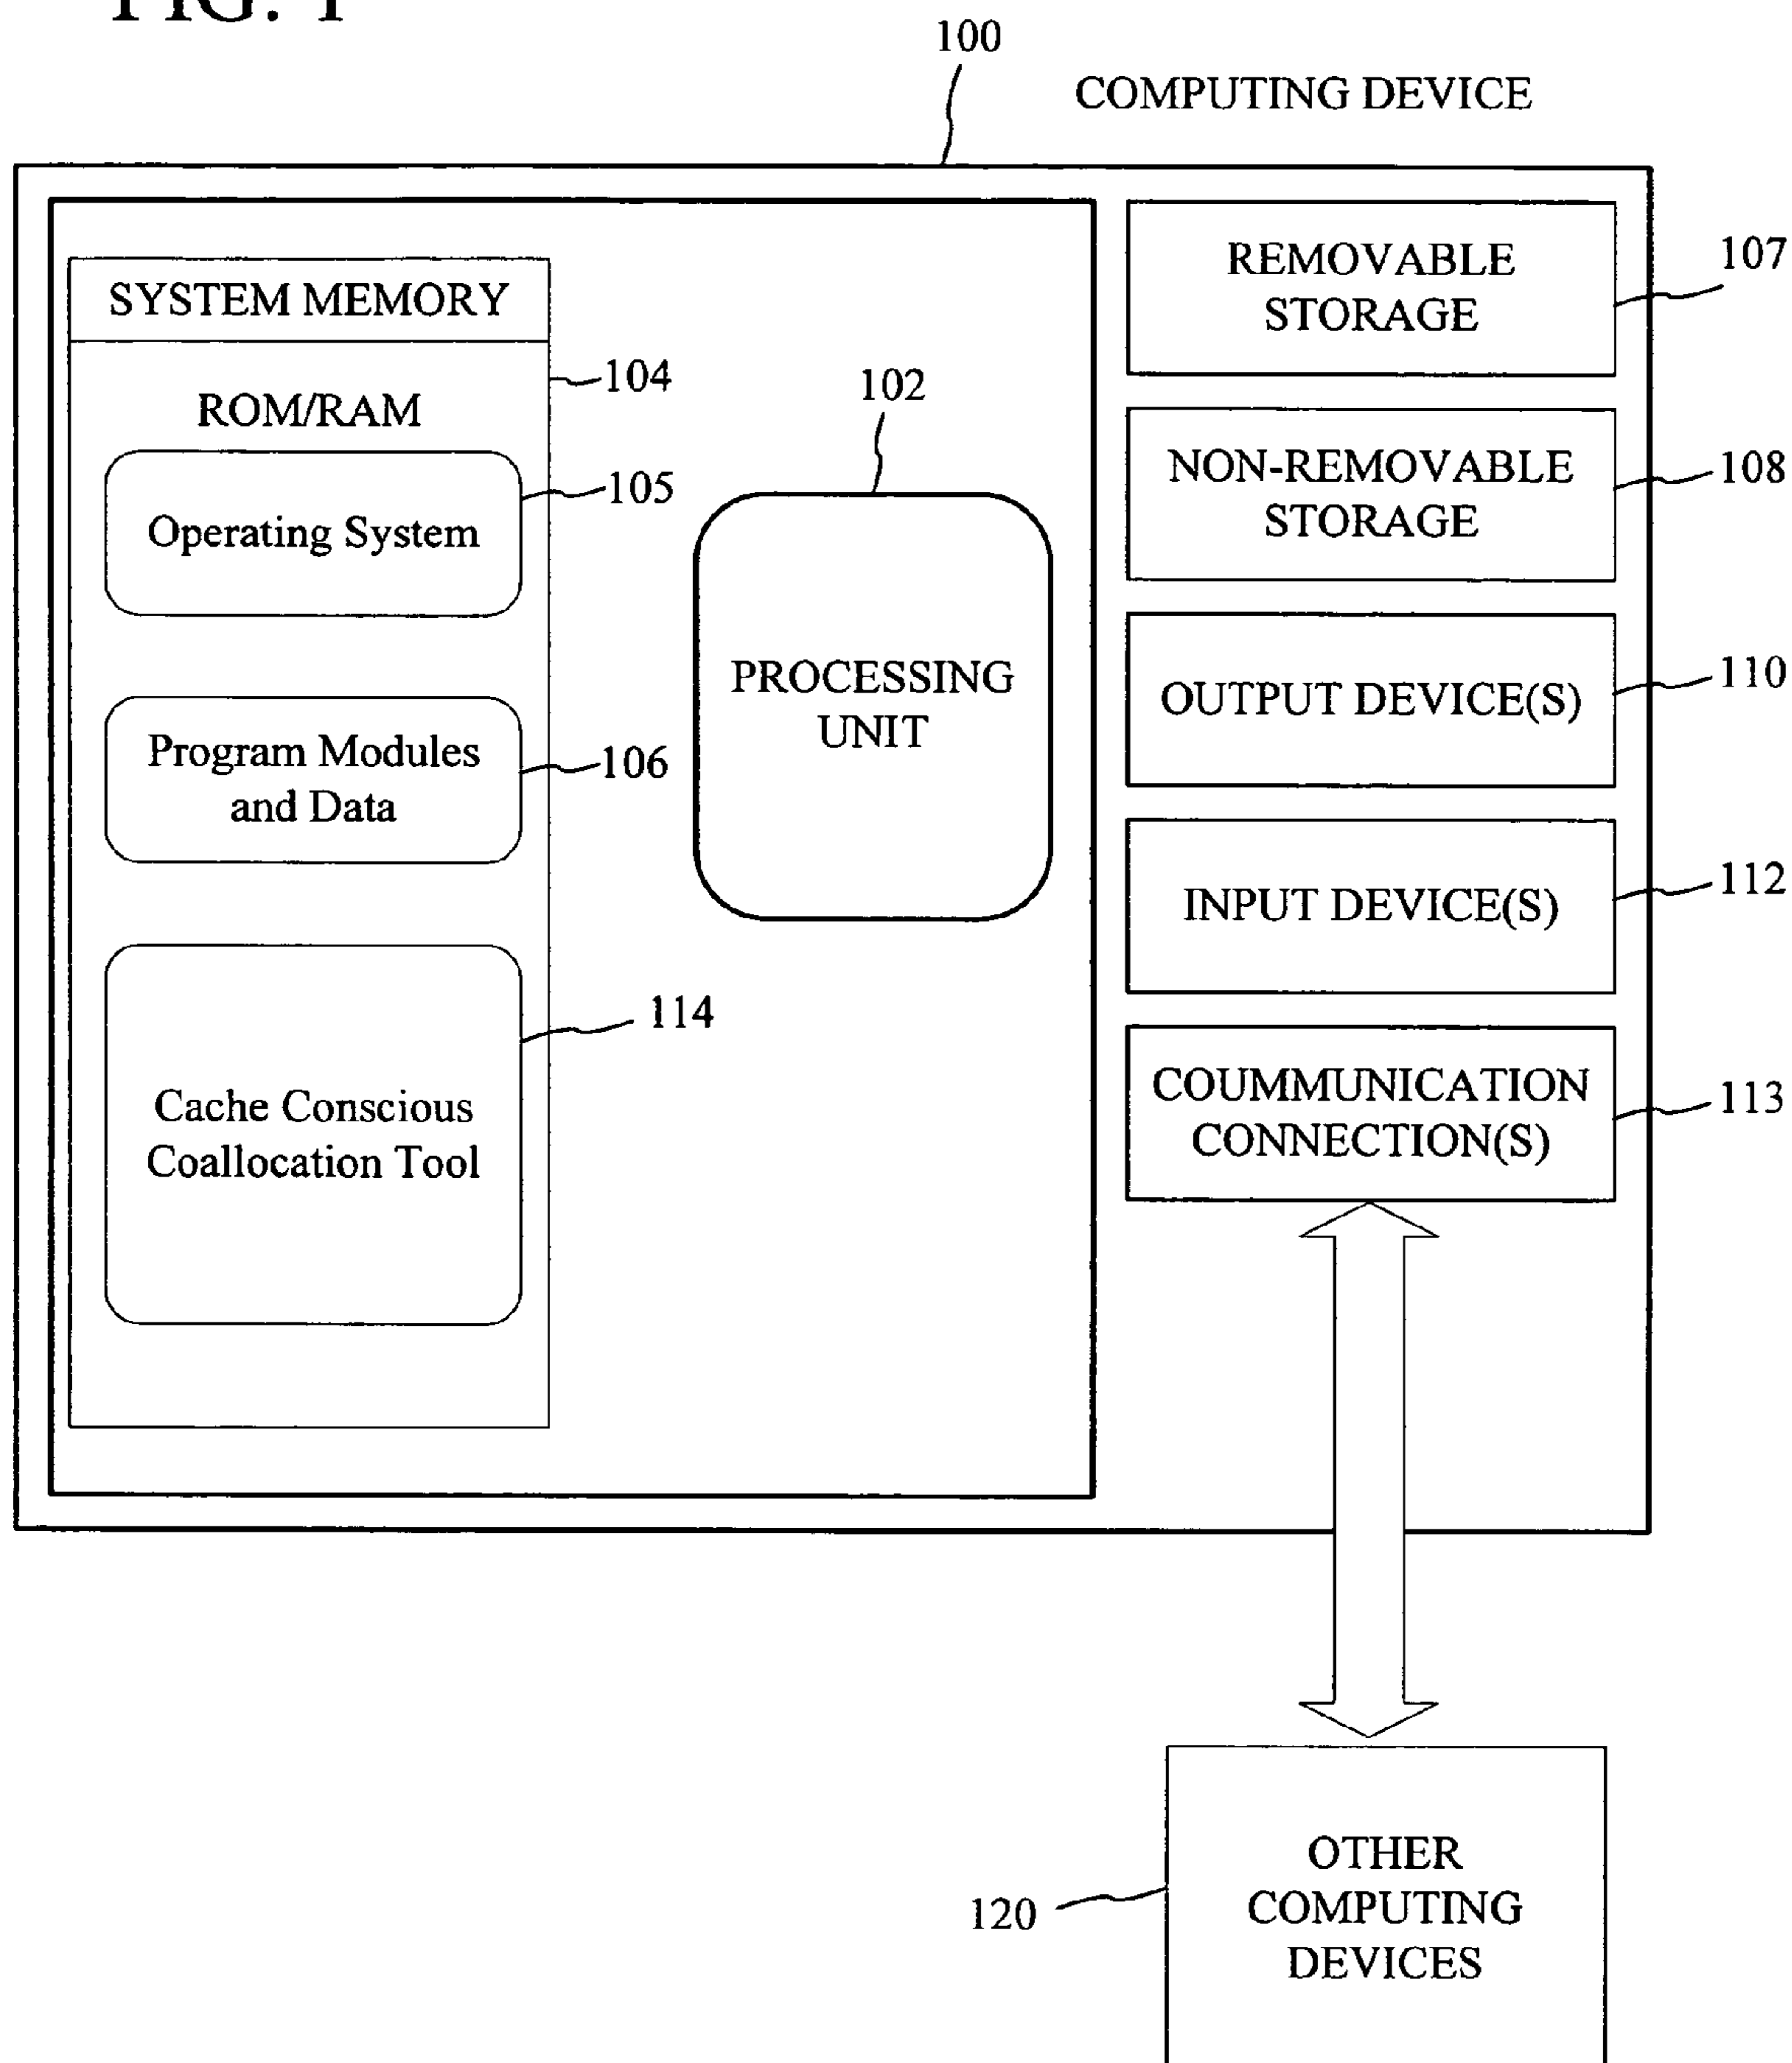 FIG. 1
100
COMPUTING DEVICE
SYSTEM MEMORY
104
ROM/RAM
105
Operating System
106
Program Modules
and Data
114
Cache Conscious
Coallocation Tool
102
PROCESSING
UNIT
REMOVABLE
STORAGE
107
NON-REMOVABLE
STORAGE
108
OUTPUT DEVICE(S)
110
INPUT DEVICE(S)
112
COUMMUNICATION
CONNECTION(S)
113
120
OTHER
COMPUTING
DEVICES